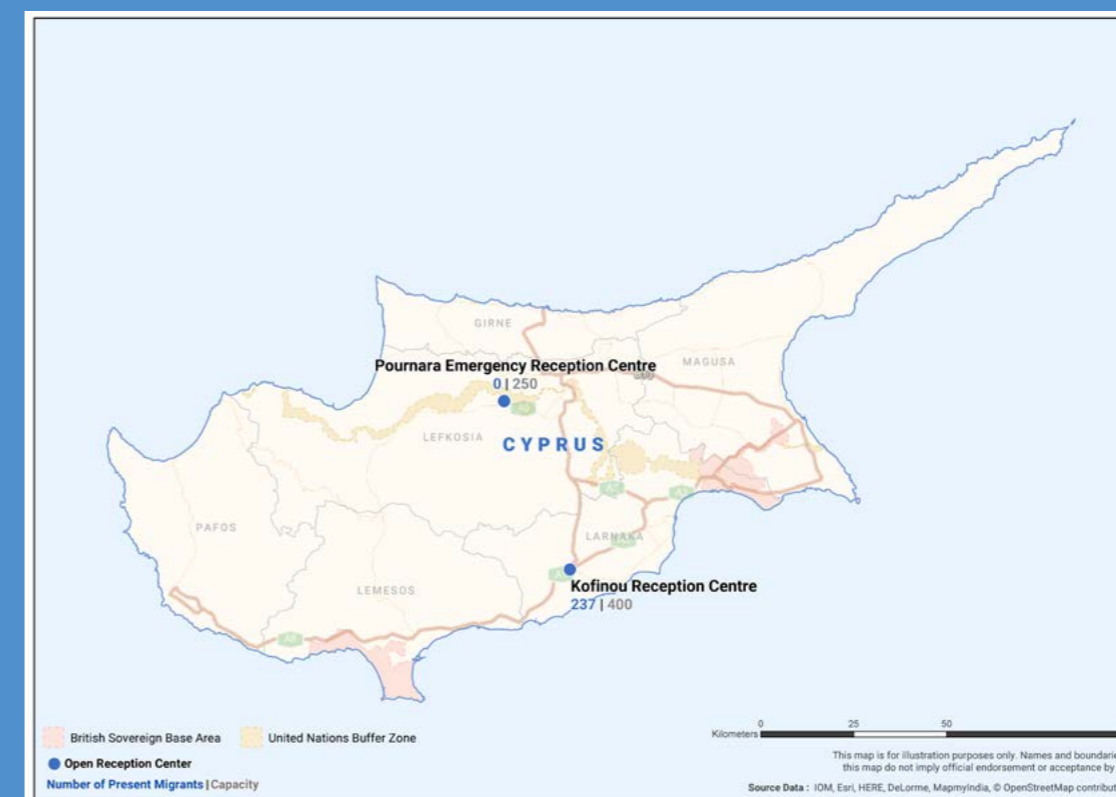 GIRNE
Pournara Emergency Reception Centre
MAGUSA
0 | 250
LEFKOSIA
CYPRUS
PAFOS
LARNAKA
Kofinou Reception Centre
237 | 400
LEMESOS
British Sovereign Base Area
United Nations Buffer Zone
0 25 50
Kilometers
Open Reception Center
Number of Present Migrants | Capacity
This map is for illustration purposes only. Names and boundarie
this map do not imply official endorsement or acceptance by
Source Data : IOM, Esri, HERE, DeLorme, MapmyIndia, © OpenStreetMap contribut